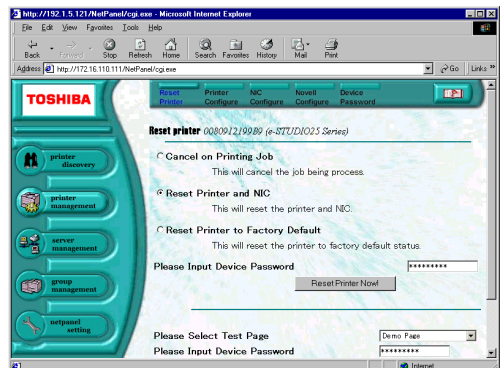 http://192.1.5.121/NetPanel/cgi.exe - Microsoft Internet Explorer
File Edit View Favorites Tools Help
Back Forward Stop Refresh Home Search Favorites History Mail Print
Address http://172.16.110.111/NetPanel/cgi.exe Go Links »
TOSHIBA
Reset Printer
Printer Configure
NIC Configure
Novell Configure
Device Password
printer discovery
printer management
server management
group management
netpanel setting
Reset printer 0080912199B9 (e-STUDIO25 Series)
Cancel on Printing Job
This will cancel the job being process.
Reset Printer and NIC
This will reset the printer and NIC.
Reset Printer to Factory Default
This will reset the printer to factory default status.
Please Input Device Password *********
Reset Printer Now!
Please Select Test Page Demo Page
Please Input Device Password *********
Internet